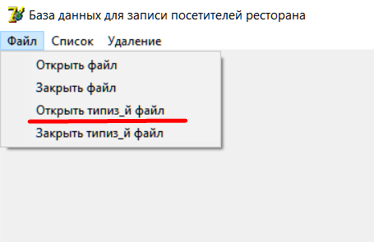 База данных для записи посетителей ресторана
Файл Список Удаление
Открыть файл
Закрыть файл
Открыть типиз_й файл
Закрыть типиз_й файл